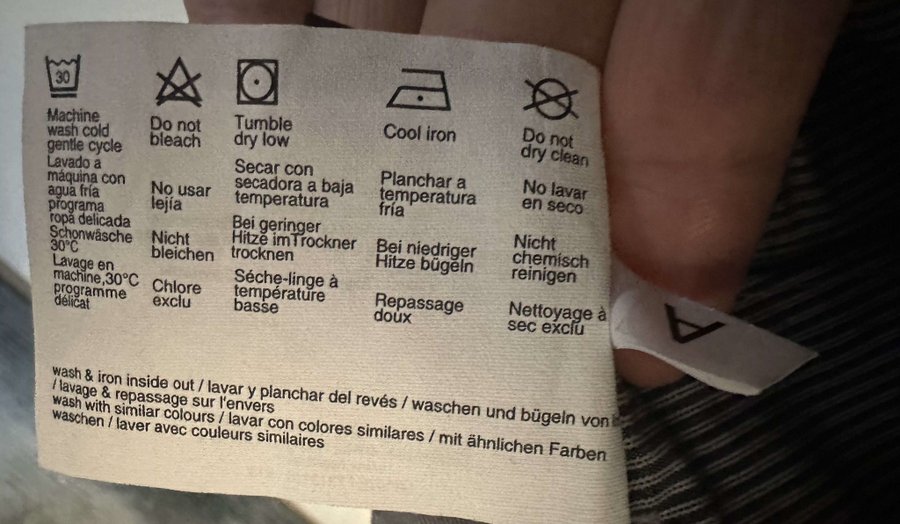 30
Machine
wash cold
gentle cycle
Lavado a
máquina con
agua fría
programa
ropa delicada
Schonwäsche
30°C
Lavage en
machine,30°C
programme
délicat
Do not
bleach
No usar
lejía
Nicht
bleichen
Chlore
exclu
Tumble
dry low
Secar con
secadora a baja
temperatura
Bei geringer
Hitze imTrockner
trocknen
Séche-linge à
température
basse
Cool iron
Planchar a
temperatura
fría
Bei niedriger
Hitze bügeln
Repassage
doux
Do not
dry clean
No lavar
en seco
Nicht
chemisch
reinigen
Nettoyage à
sec exclu
wash & iron inside out / lavar y planchar del revés / waschen und bügeln von
/ lavage & repassage sur l'envers
wash with similar colours / lavar con colores similares / mit ähnlichen Farben
waschen / laver avec couleurs similaires
A